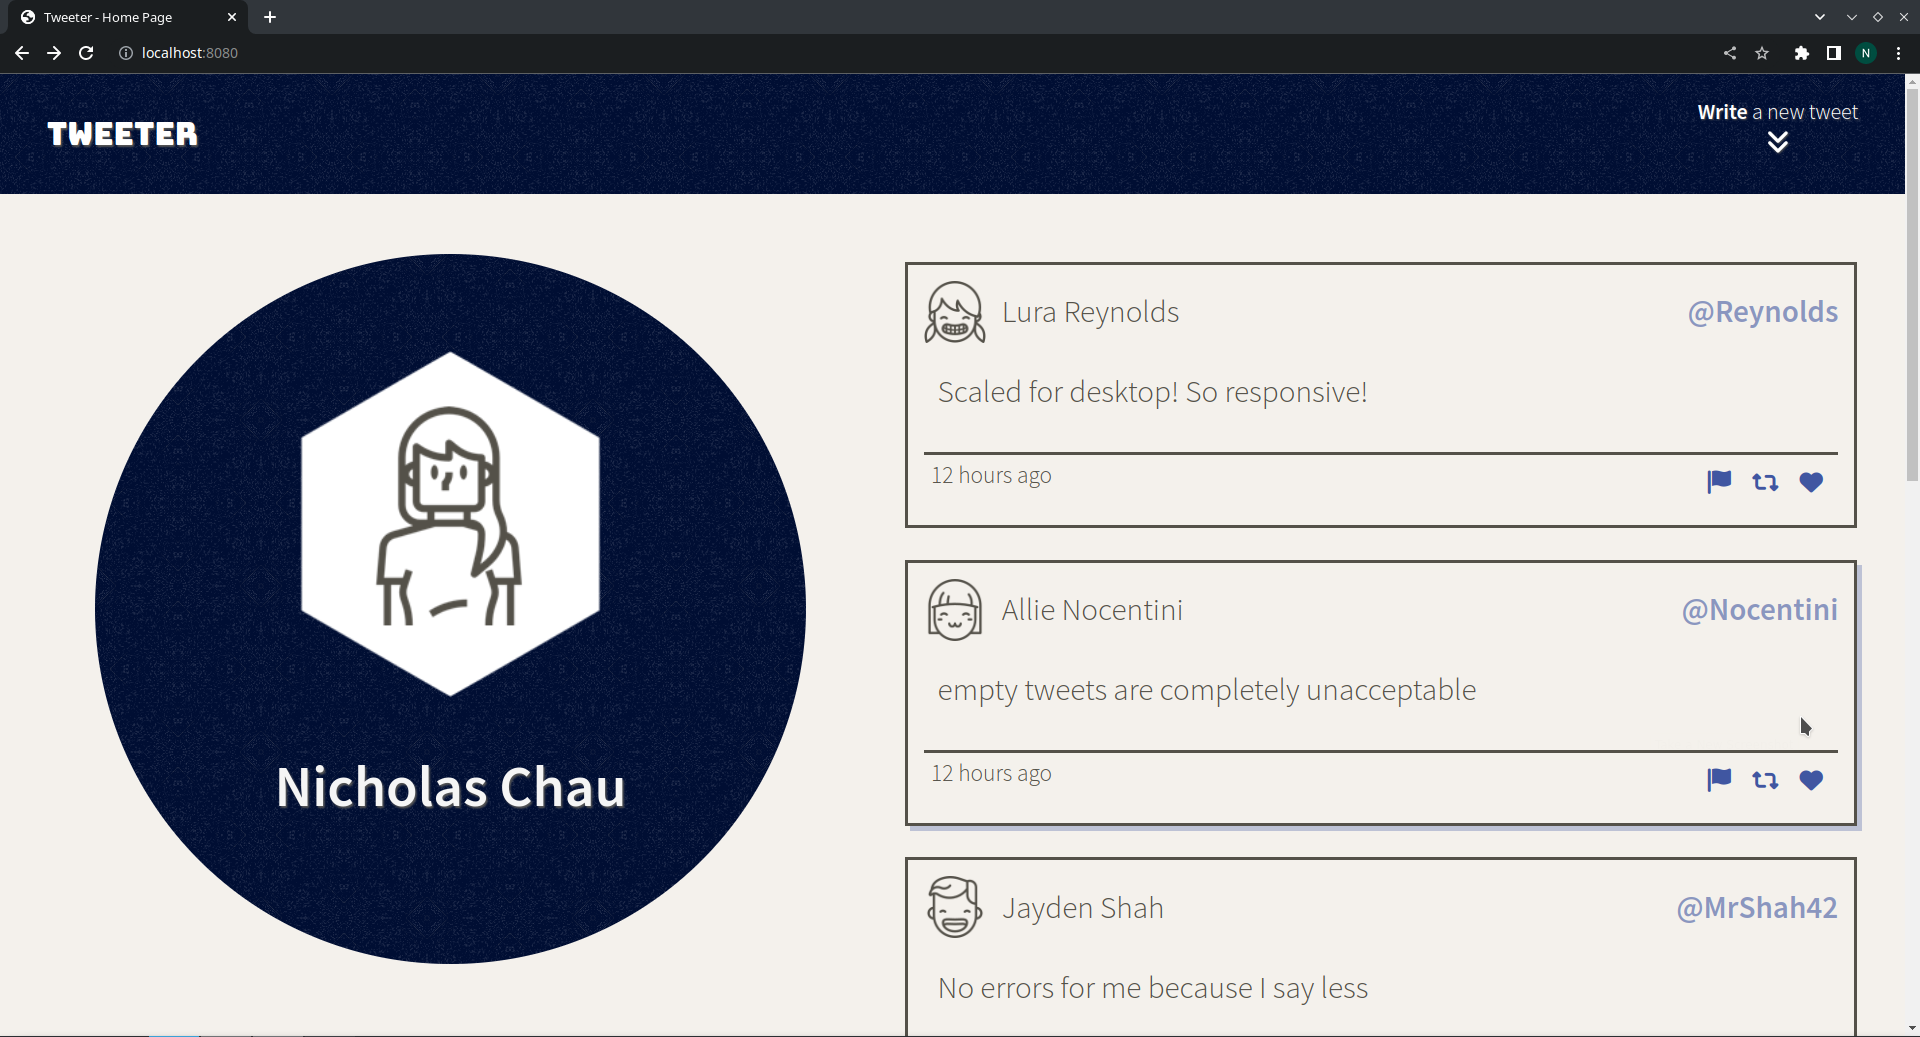 Tweeter - Home Page
localhost:8080
N
TWEETER
Write a new tweet
Nicholas Chau
Lura Reynolds
@Reynolds
Scaled for desktop! So responsive!
12 hours ago
Allie Nocentini
@Nocentini
empty tweets are completely unacceptable
12 hours ago
Jayden Shah
@MrShah42
No errors for me because I say less